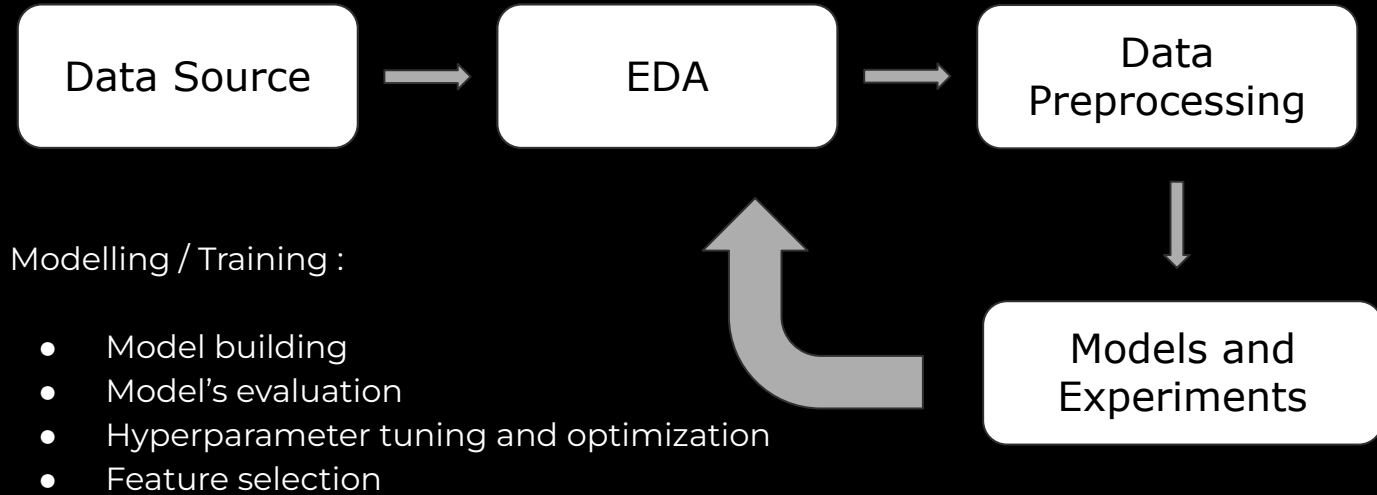 Data Source
EDA
Data
Preprocessing
Modelling / Training :
● Model building
● Model’s evaluation
● Hyperparameter tuning and optimization
● Feature selection
Models and
Experiments